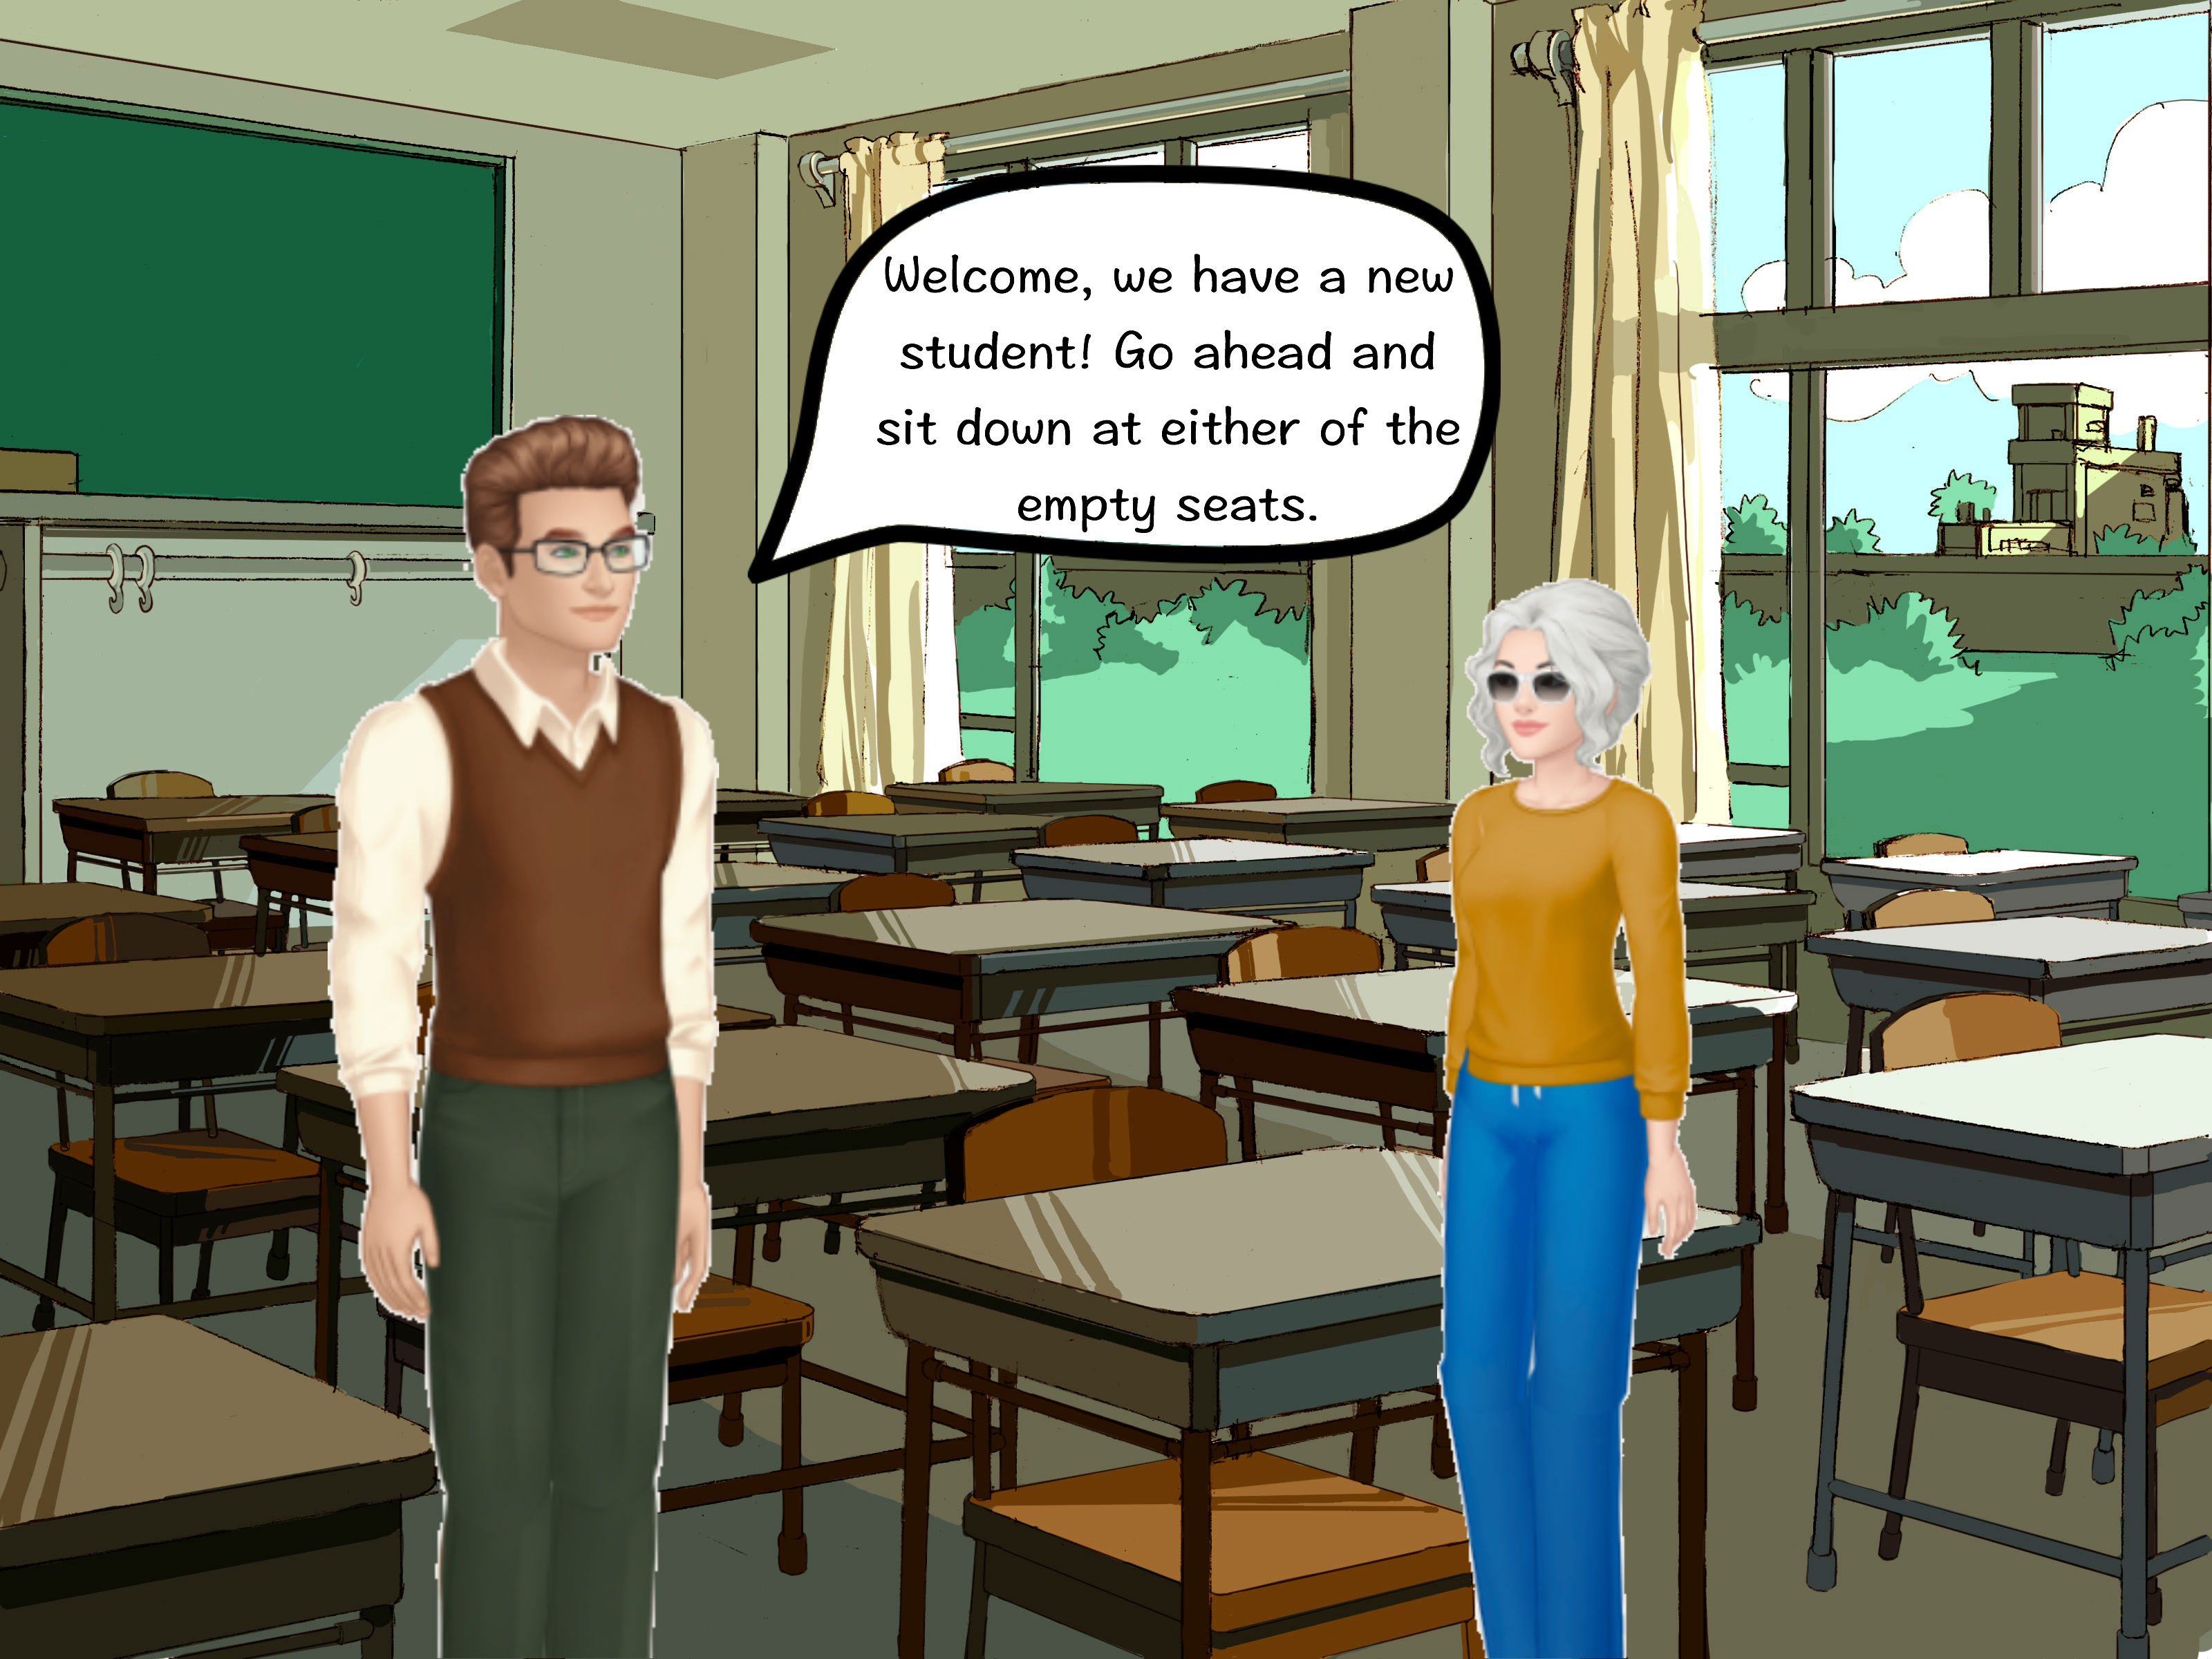 Welcome, we have a new
student! Go ahead and
sit down at either of the
empty seats.